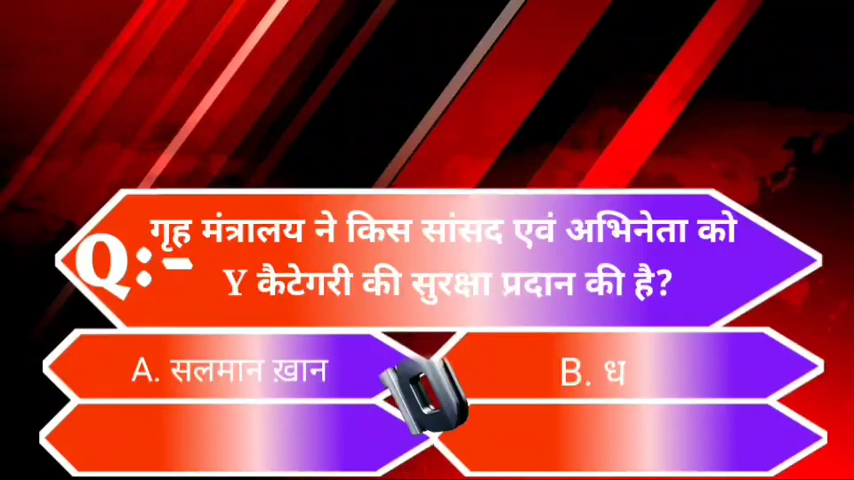 Q:-
गृह मंत्रालय ने किस सांसद एवं अभिनेता को
Y कैटेगरी की सुरक्षा प्रदान की है?
A. सलमान ख़ान
B. ध